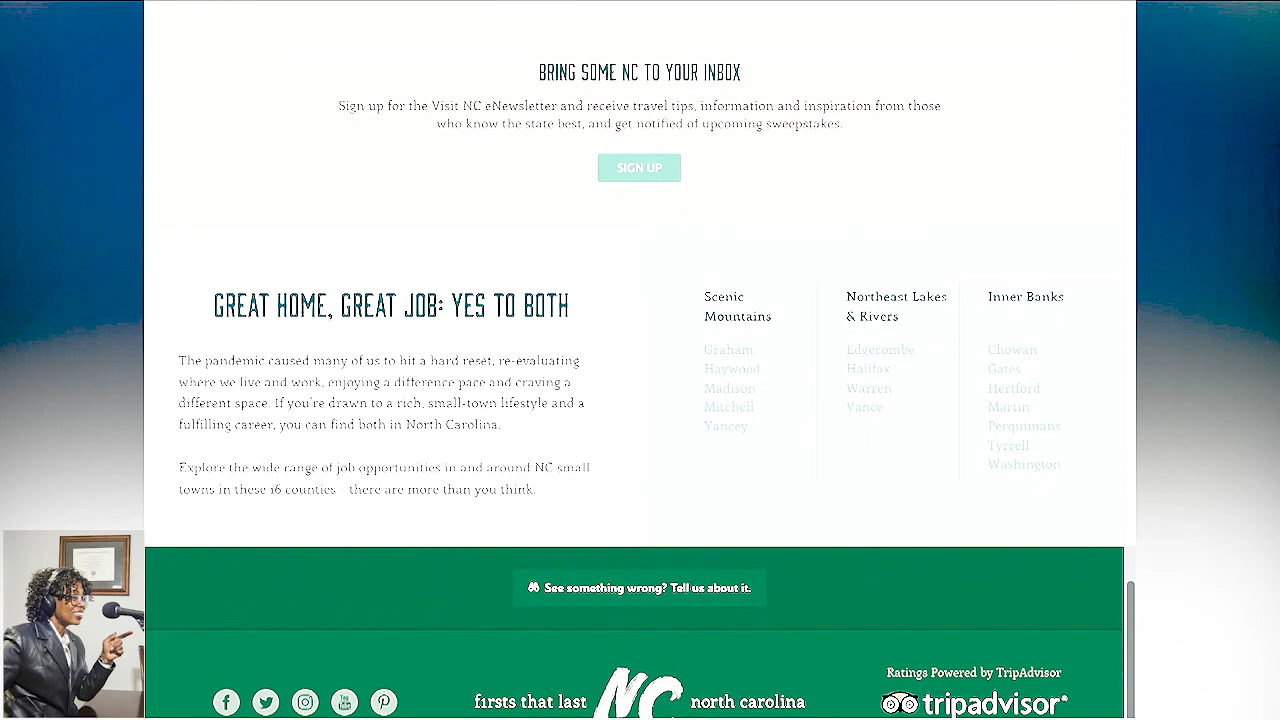 BRING SOME NC TO YOUR INBOX
Sign up for the Visit NC eNewsletter and receive travel tips, information and inspiration from those
who know the state best, and get notified of upcoming sweepstakes.
SIGN UP
GREAT HOME, GREAT JOB: YES TO BOTH
The pandemic caused many of us to hit a hard reset, re-evaluating
where we live and work, enjoying a difference pace and craving a
different space. If you're drawn to a rich, small-town lifestyle and a
fulfilling career, you can find both in North Carolina.
Explore the wide range of job opportunities in and around NC small
towns in these 16 counties – there are more than you think.
Scenic
Mountains
Graham
Haywood
Madison
Mitchell
Yancey
Northeast Lakes
& Rivers
Edgecombe
Halifax
Warren
Vance
Inner Banks
Chowan
Gates
Hertford
Martin
Perquimans
Tyrrell
Washington
See something wrong? Tell us about it.
You Tube
firsts that last NC north carolina
Ratings Powered by TripAdvisor
tripadvisor®